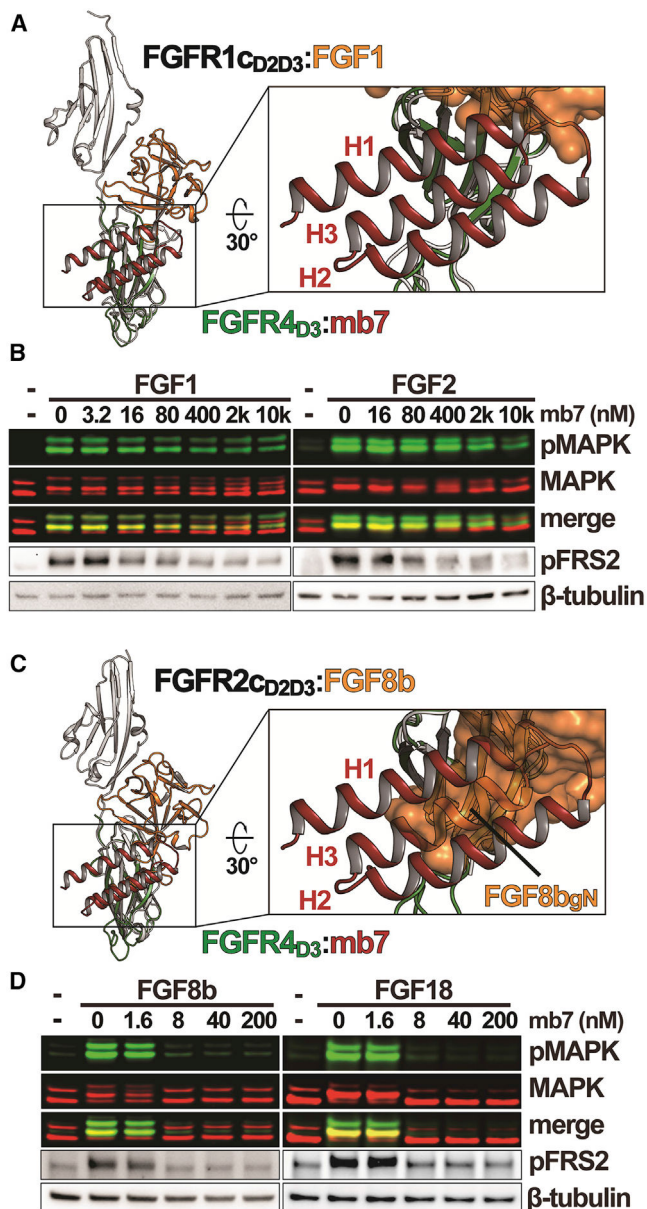 A
FGFR1cD2D3:FGF1
H1
H3
H2
30°
FGFR4D3:mb7
B
- FGF1 - FGF2
- 0 3.2 16 80 400 2k 10k - 0 16 80 400 2k 10k mb7 (nM)
pMAPK
MAPK
merge
pFRS2
β-tubulin
C
FGFR2cD2D3:FGF8b
H1
H3
H2
30°
FGF8bgN
FGFR4D3:mb7
D
- FGF8b - FGF18
- 0 1.6 8 40 200 - 0 1.6 8 40 200 mb7 (nM)
pMAPK
MAPK
merge
pFRS2
β-tubulin